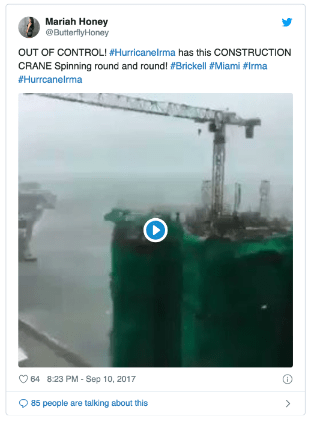 Mariah Honey
@ButterflyHoney
OUT OF CONTROL! #HurricaneIrma has this CONSTRUCTION
CRANE Spinning round and round! #Brickell #Miami #Irma
#HurrcaneIrma
64 8:23 PM - Sep 10, 2017
85 people are talking about this